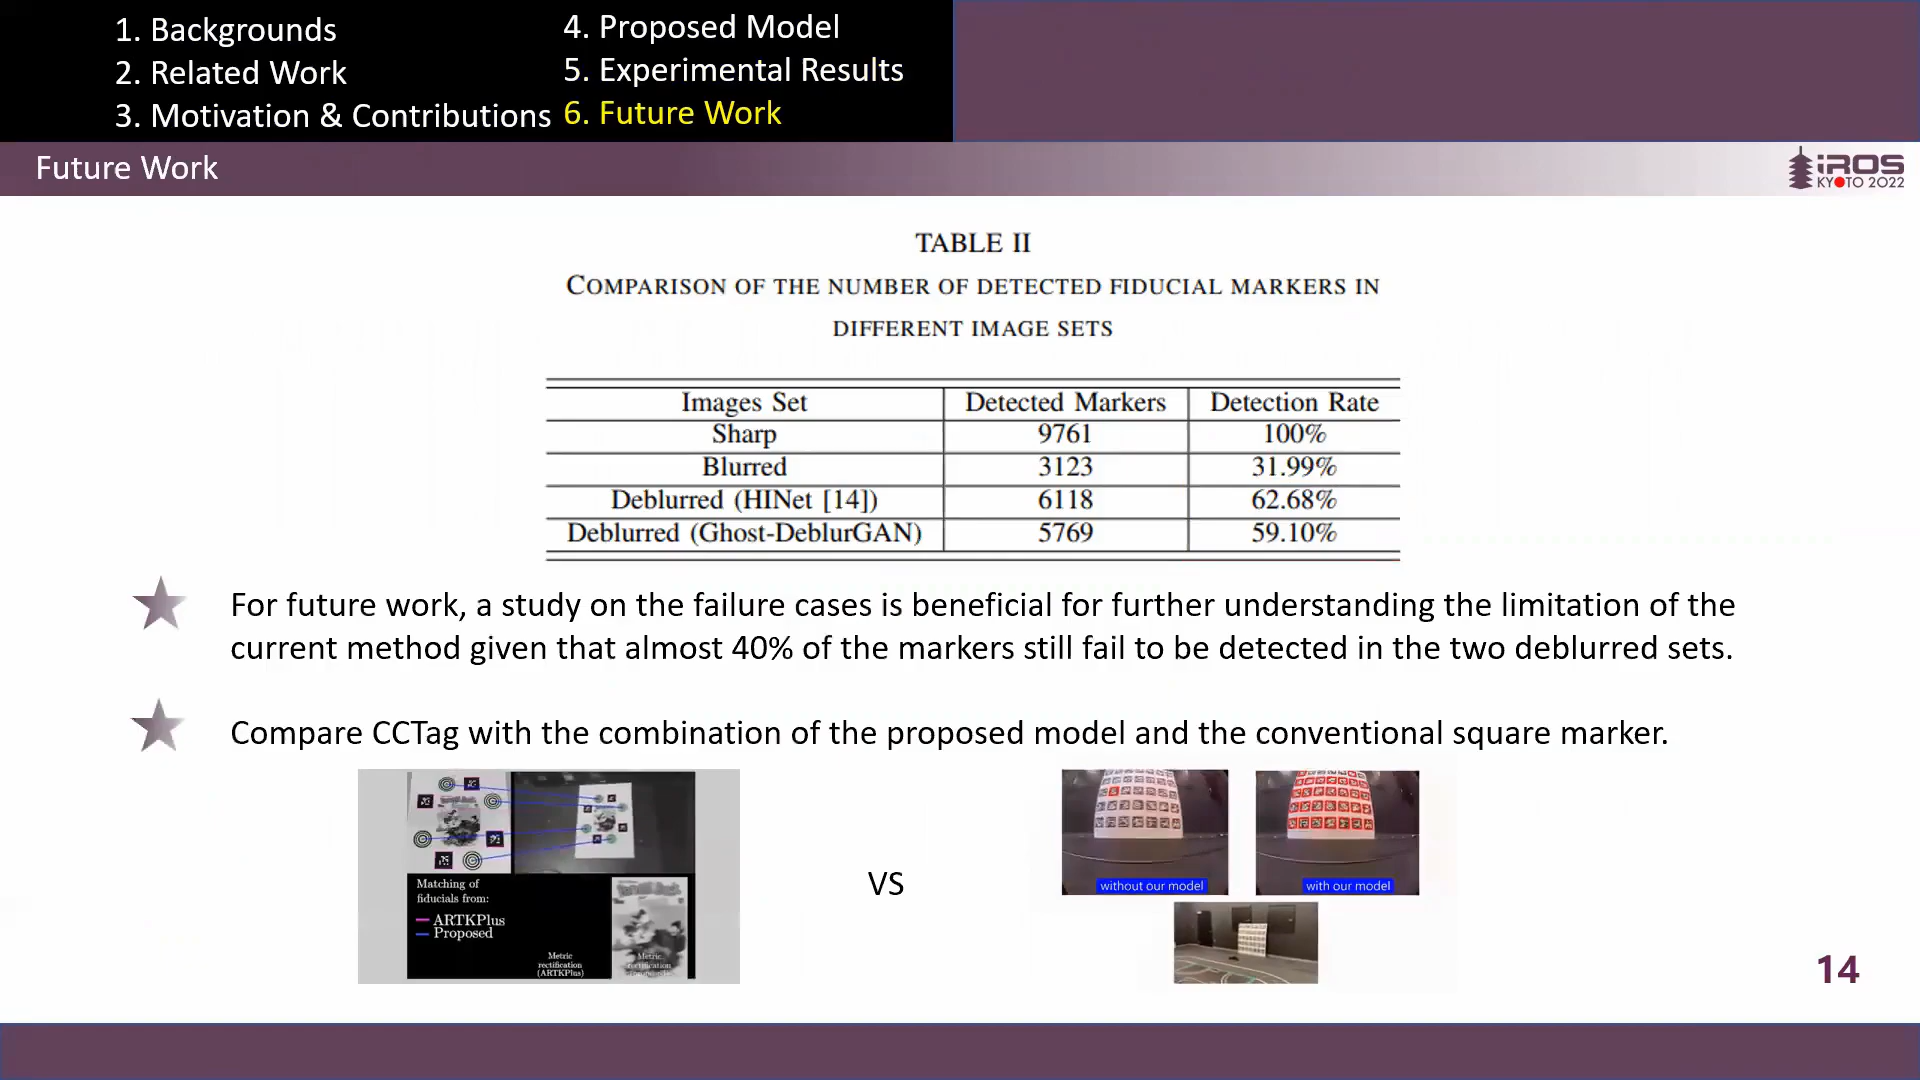 1. Backgrounds
2. Related Work
3. Motivation & Contributions
4. Proposed Model
5. Experimental Results
6. Future Work
Future Work
iROS
KYOTO 2022
TABLE II
COMPARISON OF THE NUMBER OF DETECTED FIDUCIAL MARKERS IN
DIFFERENT IMAGE SETS
Images Set Detected Markers Detection Rate
Sharp 9761 100%
Blurred 3123 31.99%
Deblurred (HINet [14]) 6118 62.68%
Deblurred (Ghost-DeblurGAN) 5769 59.10%
For future work, a study on the failure cases is beneficial for further understanding the limitation of the
current method given that almost 40% of the markers still fail to be detected in the two deblurred sets.
Compare CCTag with the combination of the proposed model and the conventional square marker.
Matching of
fiducials from:
ARTKPlus
Proposed
Metric
rectification
(ARTKPlus)
Metric
VS
without our model
with our model
14